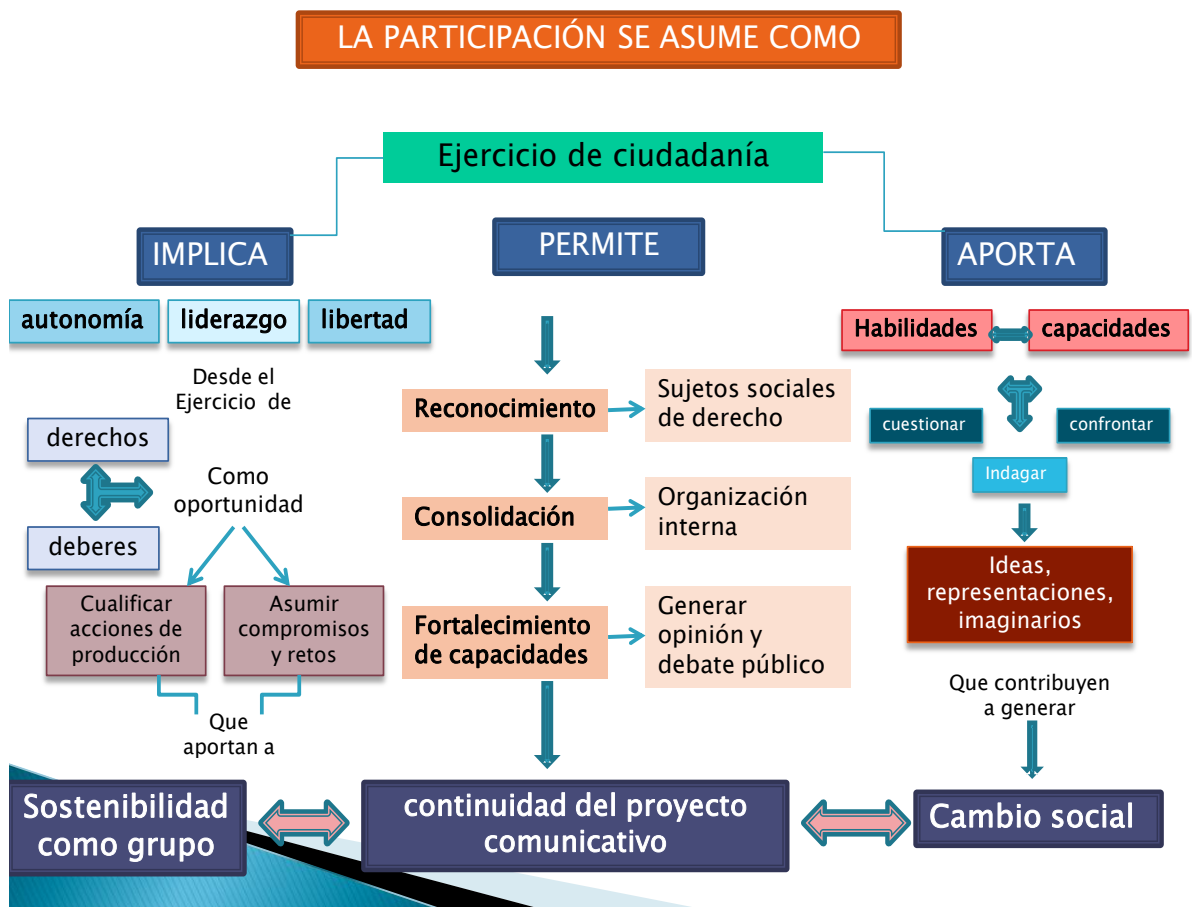 LA PARTICIPACIÓN SE ASUME COMO
Ejercicio de ciudadanía
IMPLICA
autonomía
liderazgo
libertad
Desde el
Ejercicio de
derechos
deberes
Como
oportunidad
Cualificar
acciones de
producción
Asumir
compromisos
y retos
Que
aportan a
Sostenibilidad
como grupo
PERMITE
Reconocimiento
Sujetos sociales
de derecho
Consolidación
Organización
interna
Fortalecimiento
de capacidades
Generar
opinión y
debate público
continuidad del proyecto
comunicativo
APORTA
Habilidades
capacidades
cuestionar
confrontar
Indagar
Ideas,
representaciones,
imaginarios
Que contribuyen
a generar
Cambio social